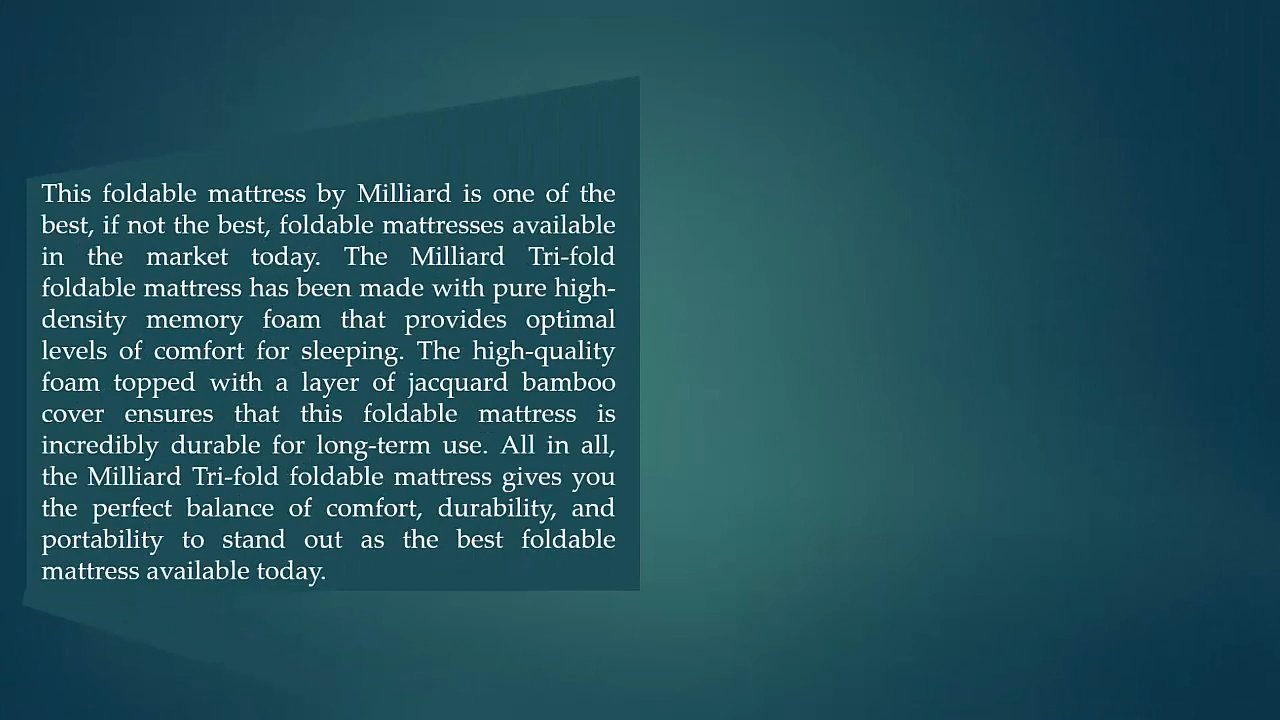 This foldable mattress by Milliard is one of the
best, if not the best, foldable mattresses available
in the market today. The Milliard Tri-fold
foldable mattress has been made with pure high-
density memory foam that provides optimal
levels of comfort for sleeping. The high-quality
foam topped with a layer of jacquard bamboo
cover ensures that this foldable mattress is
incredibly durable for long-term use. All in all,
the Milliard Tri-fold foldable mattress gives you
the perfect balance of comfort, durability, and
portability to stand out as the best foldable
mattress available today.